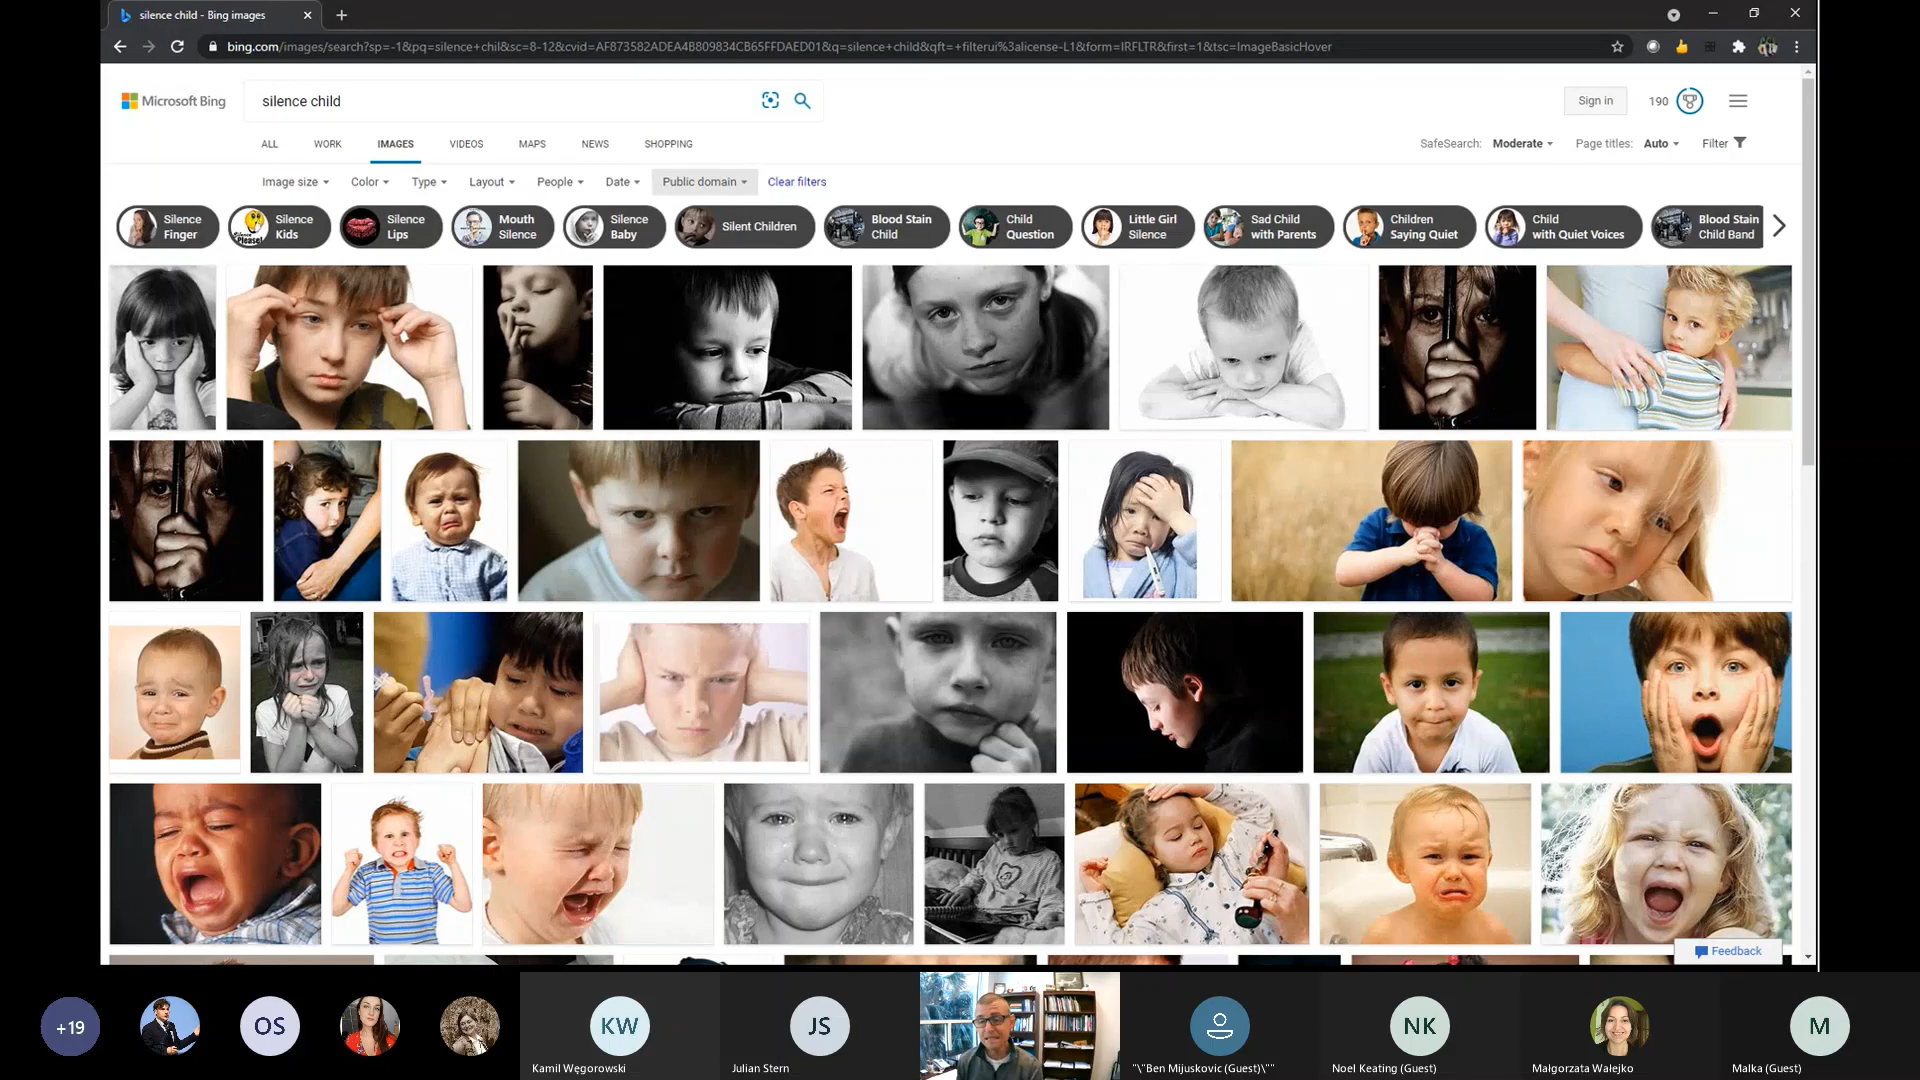 silence child - Bing images
bing.com/images/search?sp=-1&pq=silence+chil&sc=8-12&cvid=AF873582ADEA4B809834CB65FFDAED01&q=silence+child&qft=+filterui%3alicense-L1&form=IRFLTR&first=1&tsc=ImageBasicHover
Microsoft Bing
silence child
Sign in
190
ALL WORK IMAGES VIDEOS MAPS NEWS SHOPPING
SafeSearch: Moderate Page titles: Auto Filter
Image size Color Type Layout People Date Public domain Clear filters
Silence Finger
Silence Please!
Silence Kids
Silence Lips
Mouth Silence
Silence Baby
Silent Children
Blood Stain Child
Child Question
Little Girl Silence
Sad Child with Parents
Children Saying Quiet
Child with Quiet Voices
Blood Stain Child Band
Feedback
+19
OS
KW
JS
NK
M
Kamil Węgorowski
Julian Stern
"\"Ben Mijuskovic (Guest)\""
Noel Keating (Guest)
Małgorzata Wałejko
Malka (Guest)